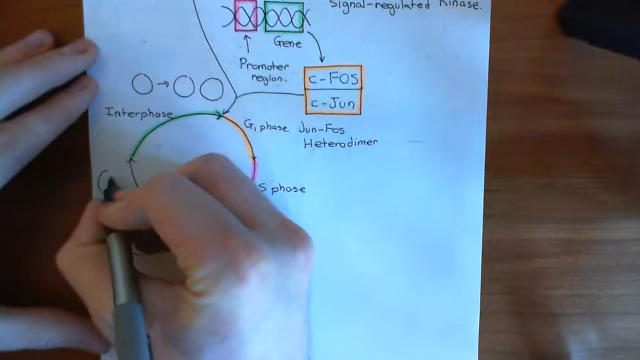 Signal-regulated Kinase.
Gene
Promoter
region.
c-FOS
c-Jun
Interphase
G₁ phase.
Jun-Fos
Heterodimer
S phase